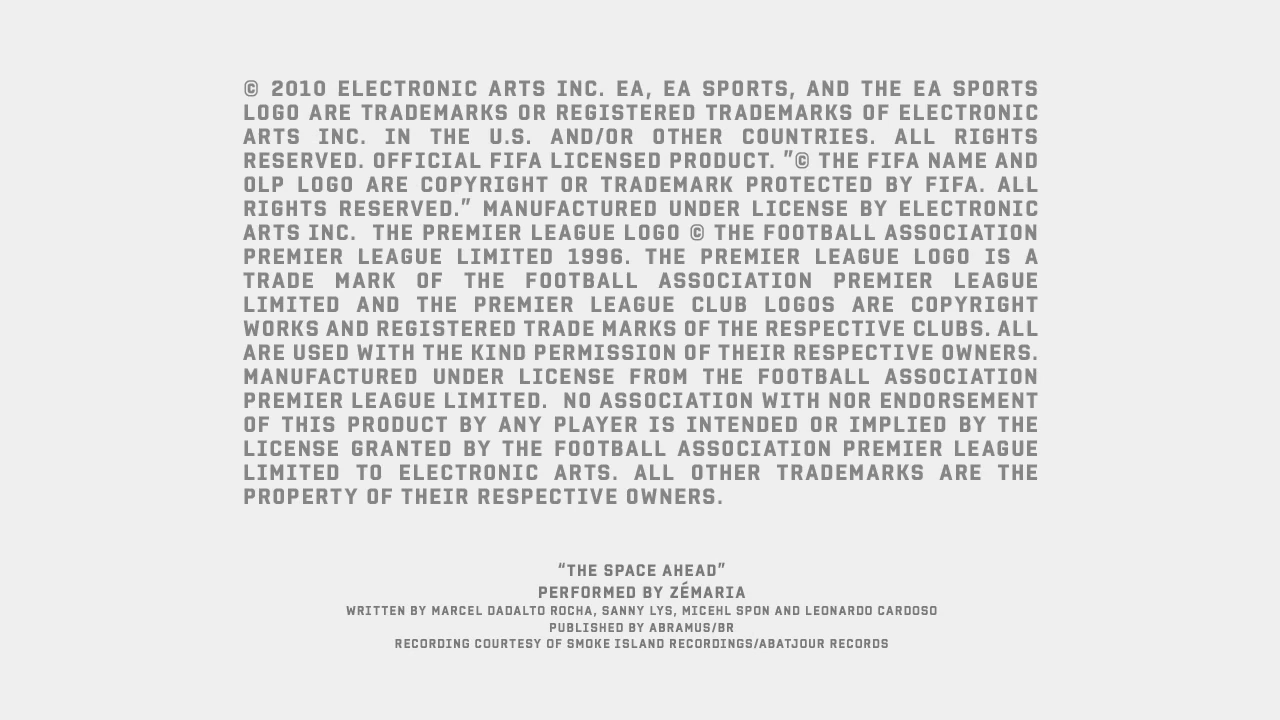 © 2010 ELECTRONIC ARTS INC. EA, EA SPORTS, AND THE EA SPORTS
LOGO ARE TRADEMARKS OR REGISTERED TRADEMARKS OF ELECTRONIC
ARTS INC. IN THE U.S. AND/OR OTHER COUNTRIES. ALL RIGHTS
RESERVED. OFFICIAL FIFA LICENSED PRODUCT. "© THE FIFA NAME AND
OLP LOGO ARE COPYRIGHT OR TRADEMARK PROTECTED BY FIFA. ALL
RIGHTS RESERVED." MANUFACTURED UNDER LICENSE BY ELECTRONIC
ARTS INC. THE PREMIER LEAGUE LOGO © THE FOOTBALL ASSOCIATION
PREMIER LEAGUE LIMITED 1996. THE PREMIER LEAGUE LOGO IS A
TRADE MARK OF THE FOOTBALL ASSOCIATION PREMIER LEAGUE
LIMITED AND THE PREMIER LEAGUE CLUB LOGOS ARE COPYRIGHT
WORKS AND REGISTERED TRADE MARKS OF THE RESPECTIVE CLUBS. ALL
ARE USED WITH THE KIND PERMISSION OF THEIR RESPECTIVE OWNERS.
MANUFACTURED UNDER LICENSE FROM THE FOOTBALL ASSOCIATION
PREMIER LEAGUE LIMITED. NO ASSOCIATION WITH NOR ENDORSEMENT
OF THIS PRODUCT BY ANY PLAYER IS INTENDED OR IMPLIED BY THE
LICENSE GRANTED BY THE FOOTBALL ASSOCIATION PREMIER LEAGUE
LIMITED TO ELECTRONIC ARTS. ALL OTHER TRADEMARKS ARE THE
PROPERTY OF THEIR RESPECTIVE OWNERS.
“THE SPACE AHEAD”
PERFORMED BY ZÉMARIA
WRITTEN BY MARCEL DADALTO ROCHA, SANNY LYS, MICEHL SPON AND LEONARDO CARDOSO
PUBLISHED BY ABRAMUS/BR
RECORDING COURTESY OF SMOKE ISLAND RECORDINGS/ABATJOUR RECORDS